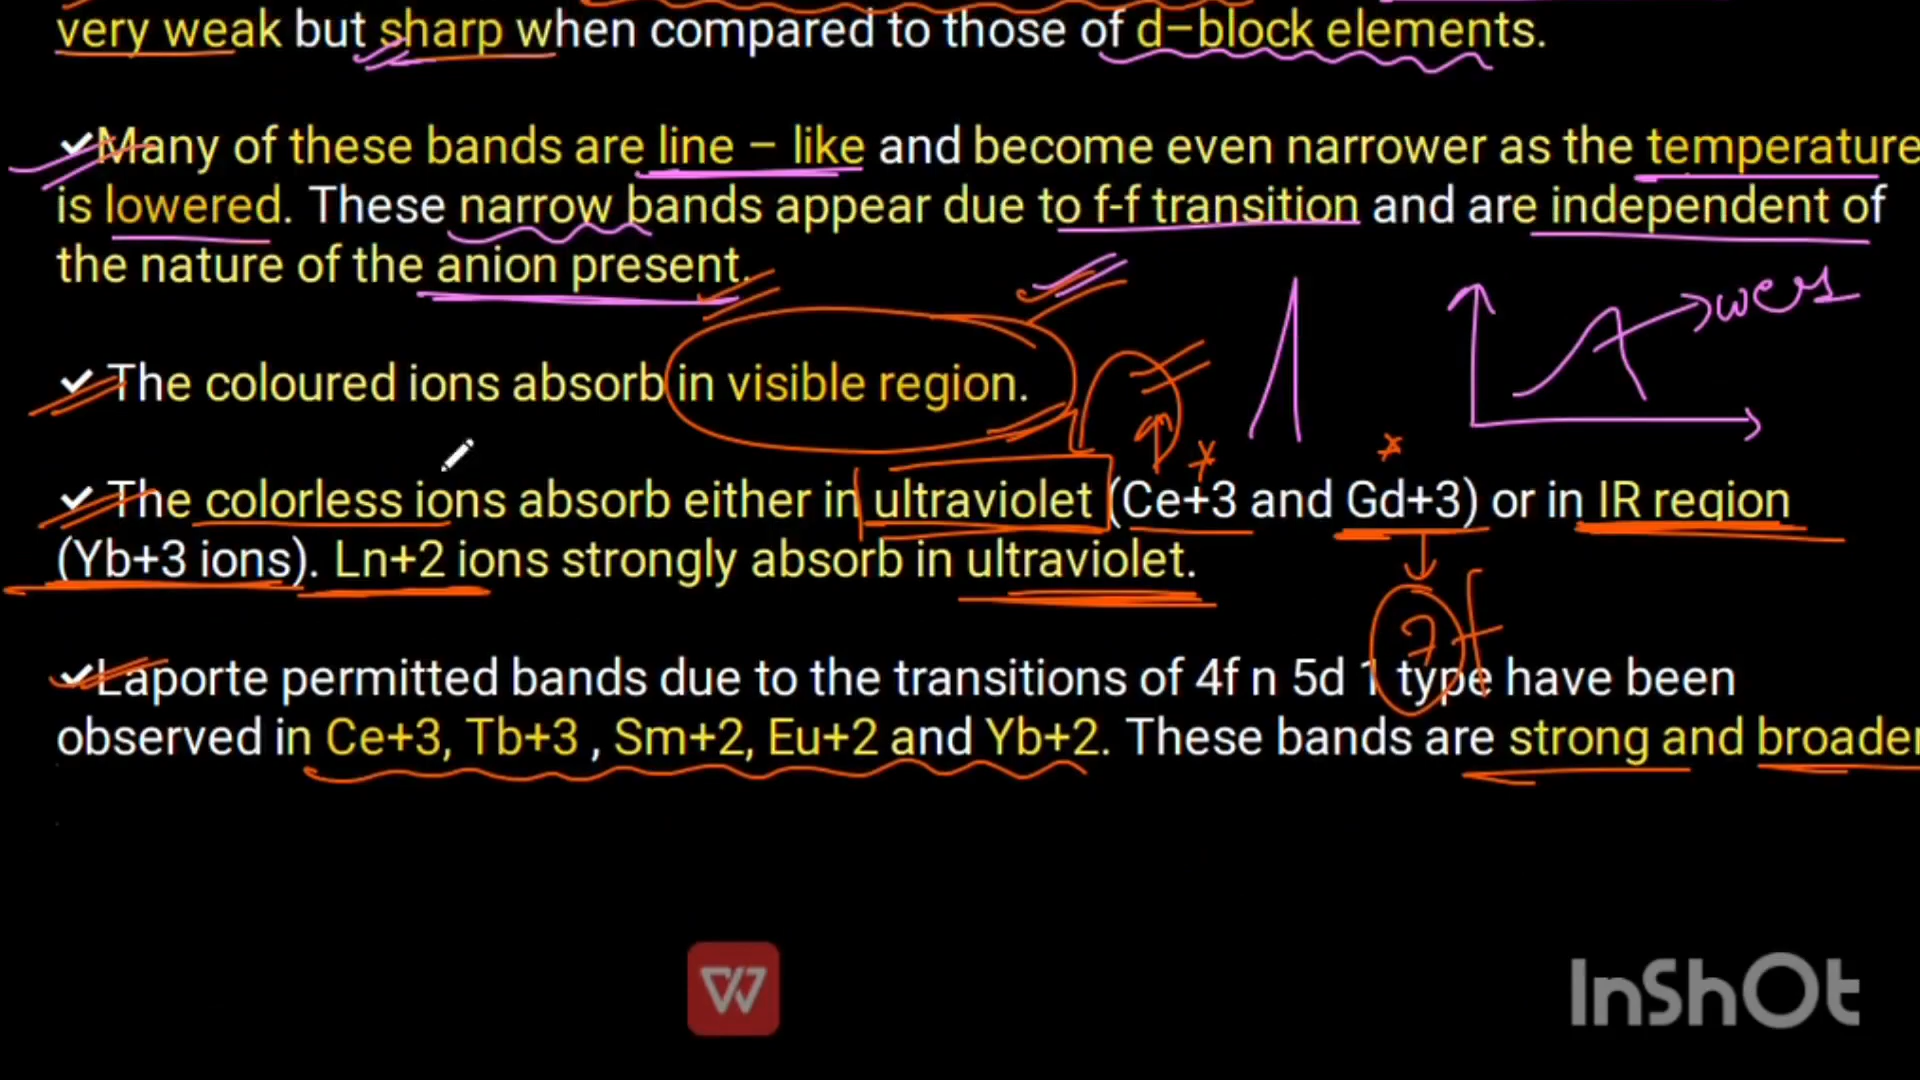 very weak but sharp when compared to those of d–block elements.
✓Many of these bands are line – like and become even narrower as the temperature
is lowered. These narrow bands appear due to f-f transition and are independent of
the nature of the anion present.
✓ The coloured ions absorb in visible region.
✓ The colorless ions absorb either in ultraviolet (Ce+3 and Gd+3) or in IR region
(Yb+3 ions). Ln+2 ions strongly absorb in ultraviolet.
7f
✓Laporte permitted bands due to the transitions of 4f n 5d 1 type have been
observed in Ce+3, Tb+3 , Sm+2, Eu+2 and Yb+2. These bands are strong and broader
W
InShOt